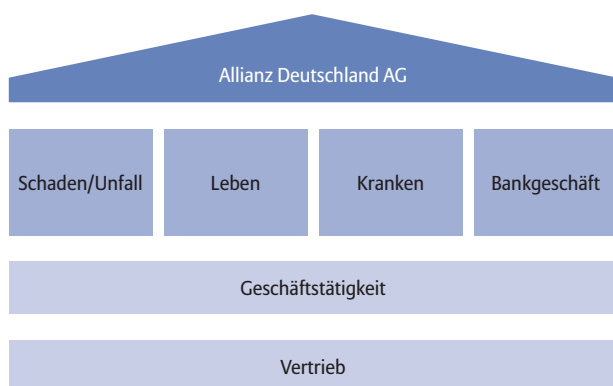 Allianz Deutschland AG
Schaden/Unfall
Leben
Kranken
Bankgeschäft
Geschäftstätigkeit
Vertrieb